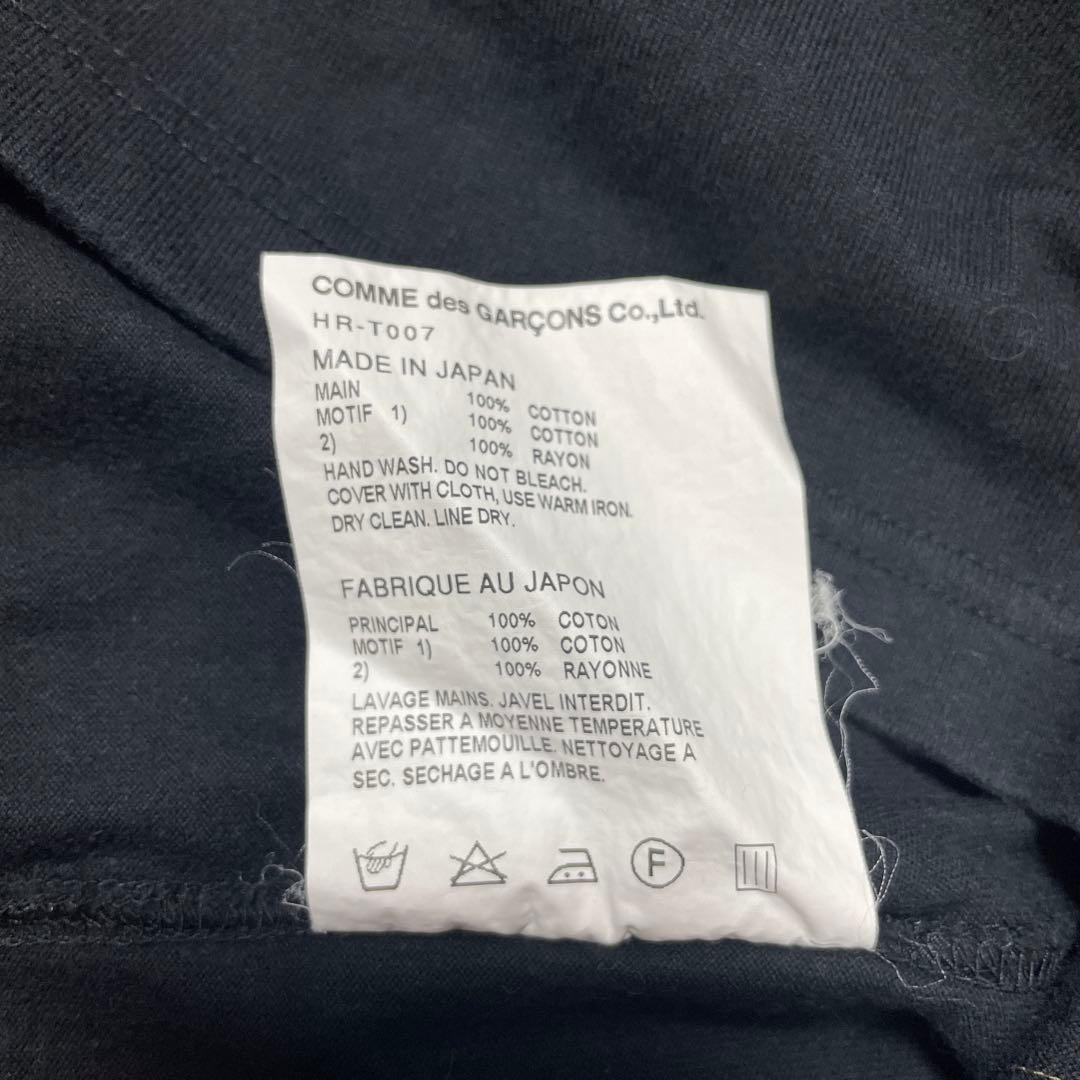 COMME des GARÇONS Co.,Ltd.
HR-T007
MADE IN JAPAN
MAIN 100% COTTON
MOTIF 1) 100% COTTON
2) 100% RAYON
HAND WASH. DO NOT BLEACH.
COVER WITH CLOTH, USE WARM IRON.
DRY CLEAN. LINE DRY.
FABRIQUE AU JAPON
PRINCIPAL 100% COTON
MOTIF 1) 100% COTON
2) 100% RAYONNE
LAVAGE MAINS. JAVEL INTERDIT.
REPASSER A MOYENNE TEMPERATURE
AVEC PATTEMOUILLE. NETTOYAGE A
SEC. SECHAGE A L'OMBRE.
F